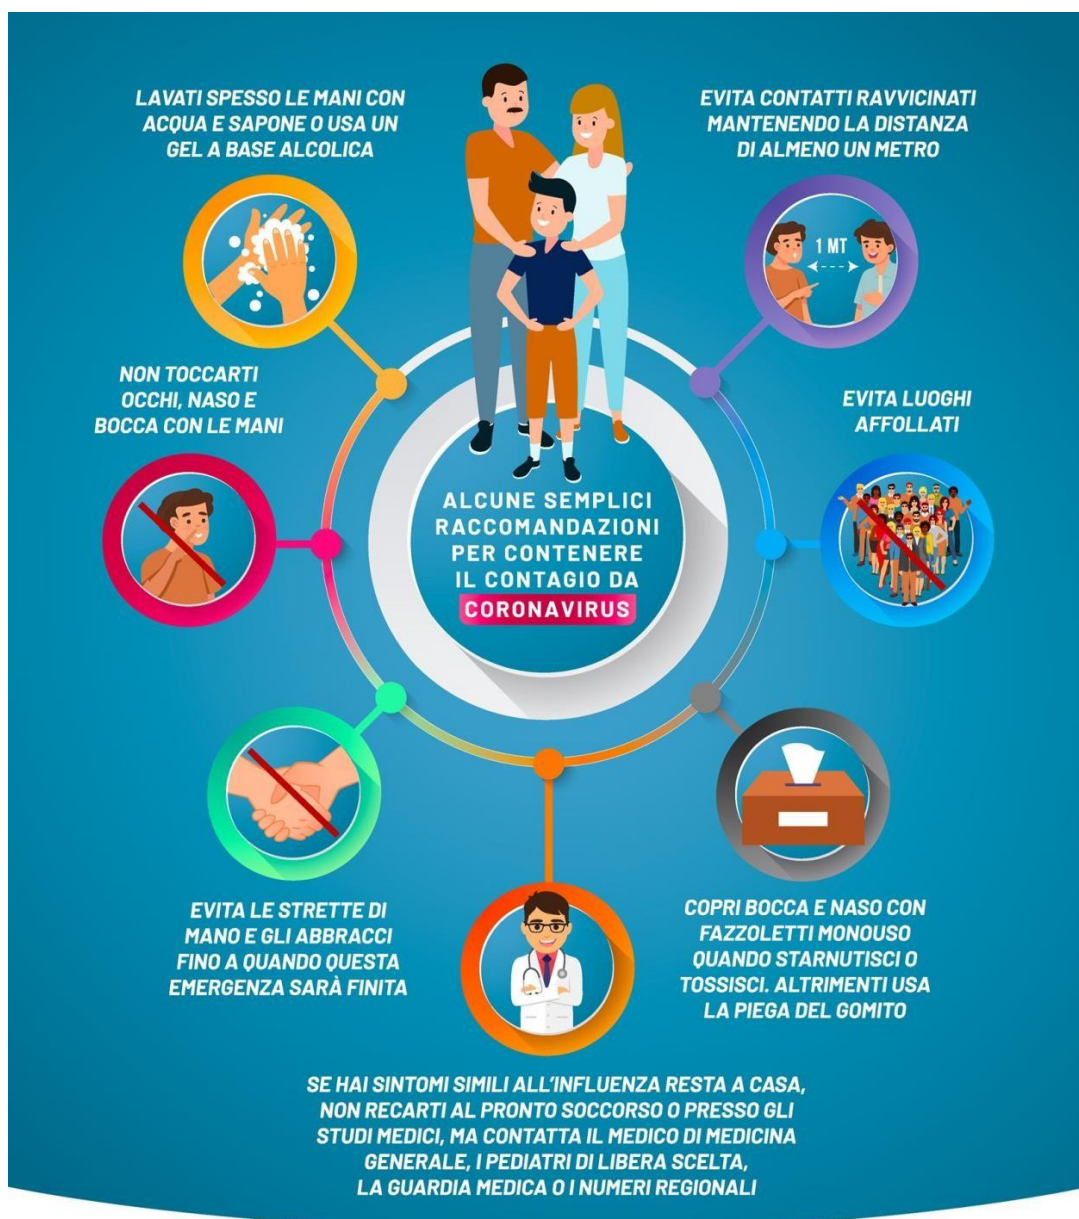 LAVATI SPESSO LE MANI CON
ACQUA E SAPONE O USA UN
GEL A BASE ALCOLICA
EVITA CONTATTI RAVVICINATI
MANTENENDO LA DISTANZA
DI ALMENO UN METRO
1 MT
NON TOCCARTI
OCCHI, NASO E
BOCCA CON LE MANI
EVITA LUOGHI
AFFOLLATI
ALCUNE SEMPLICI
RACCOMANDAZIONI
PER CONTENERE
IL CONTAGIO DA
CORONAVIRUS
EVITA LE STRETTE DI
MANO E GLI ABBRACCI
FINO A QUANDO QUESTA
EMERGENZA SARÀ FINITA
COPRI BOCCA E NASO CON
FAZZOLETTI MONOUSO
QUANDO STARNUTISCI O
TOSSISCI. ALTRIMENTI USA
LA PIEGA DEL GOMITO
SE HAI SINTOMI SIMILI ALL'INFLUENZA RESTA A CASA,
NON RECARTI AL PRONTO SOCCORSO O PRESSO GLI
STUDI MEDICI, MA CONTATTA IL MEDICO DI MEDICINA
GENERALE, I PEDIATRI DI LIBERA SCELTA,
LA GUARDIA MEDICA O I NUMERI REGIONALI